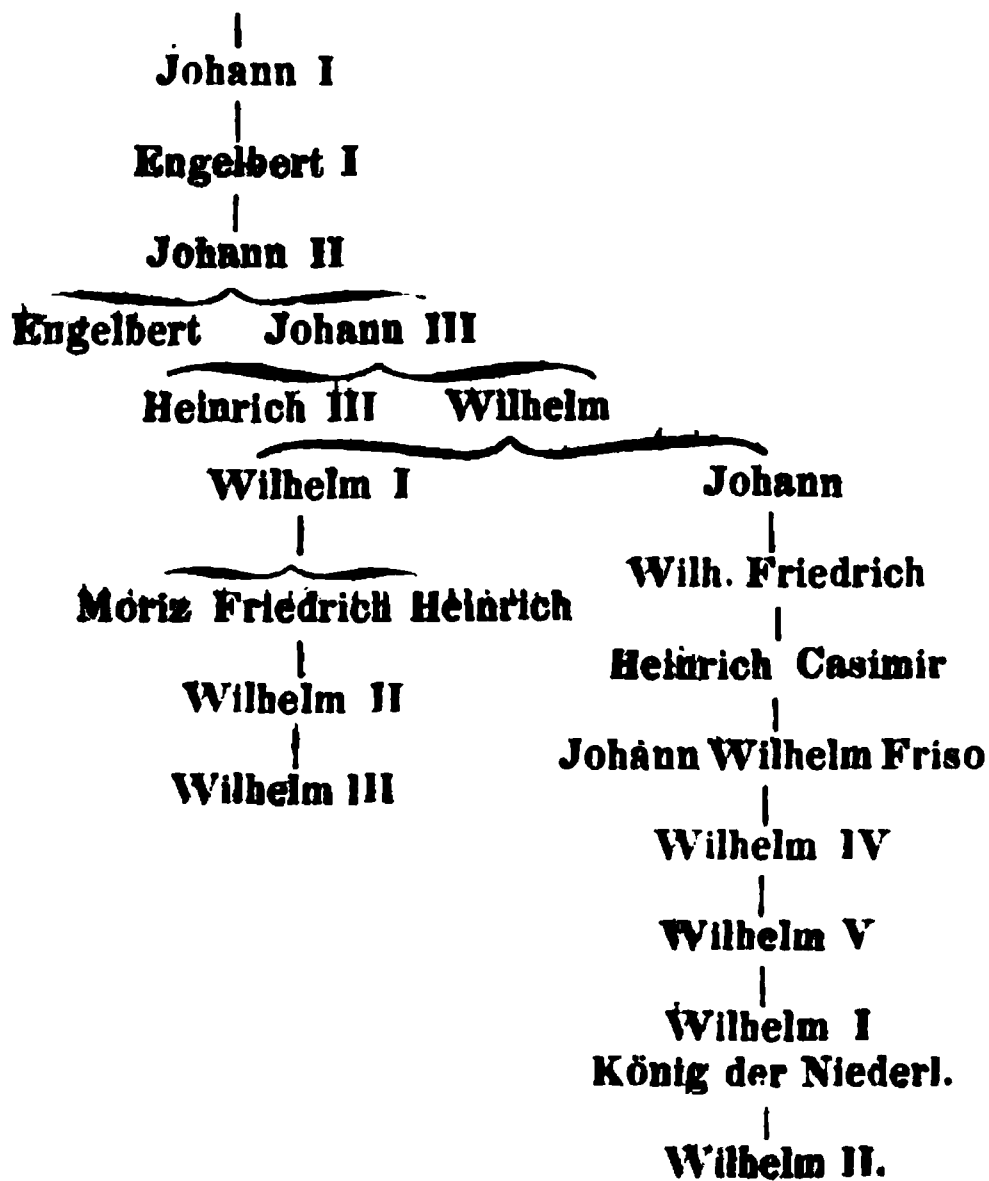 Johann I
Engelbert I
Johann II
Engelbert Johann III
Heinrich III Wilhelm
Wilhelm I Johann
Wilh. Friedrich
Moriz Friedrich Heinrich
Heinrich Casimir
Wilhelm II
Johann Wilhelm Friso
Wilhelm III
Wilhelm IV
Wilhelm V
Wilhelm I
König der Niederl.
Wilhelm II.